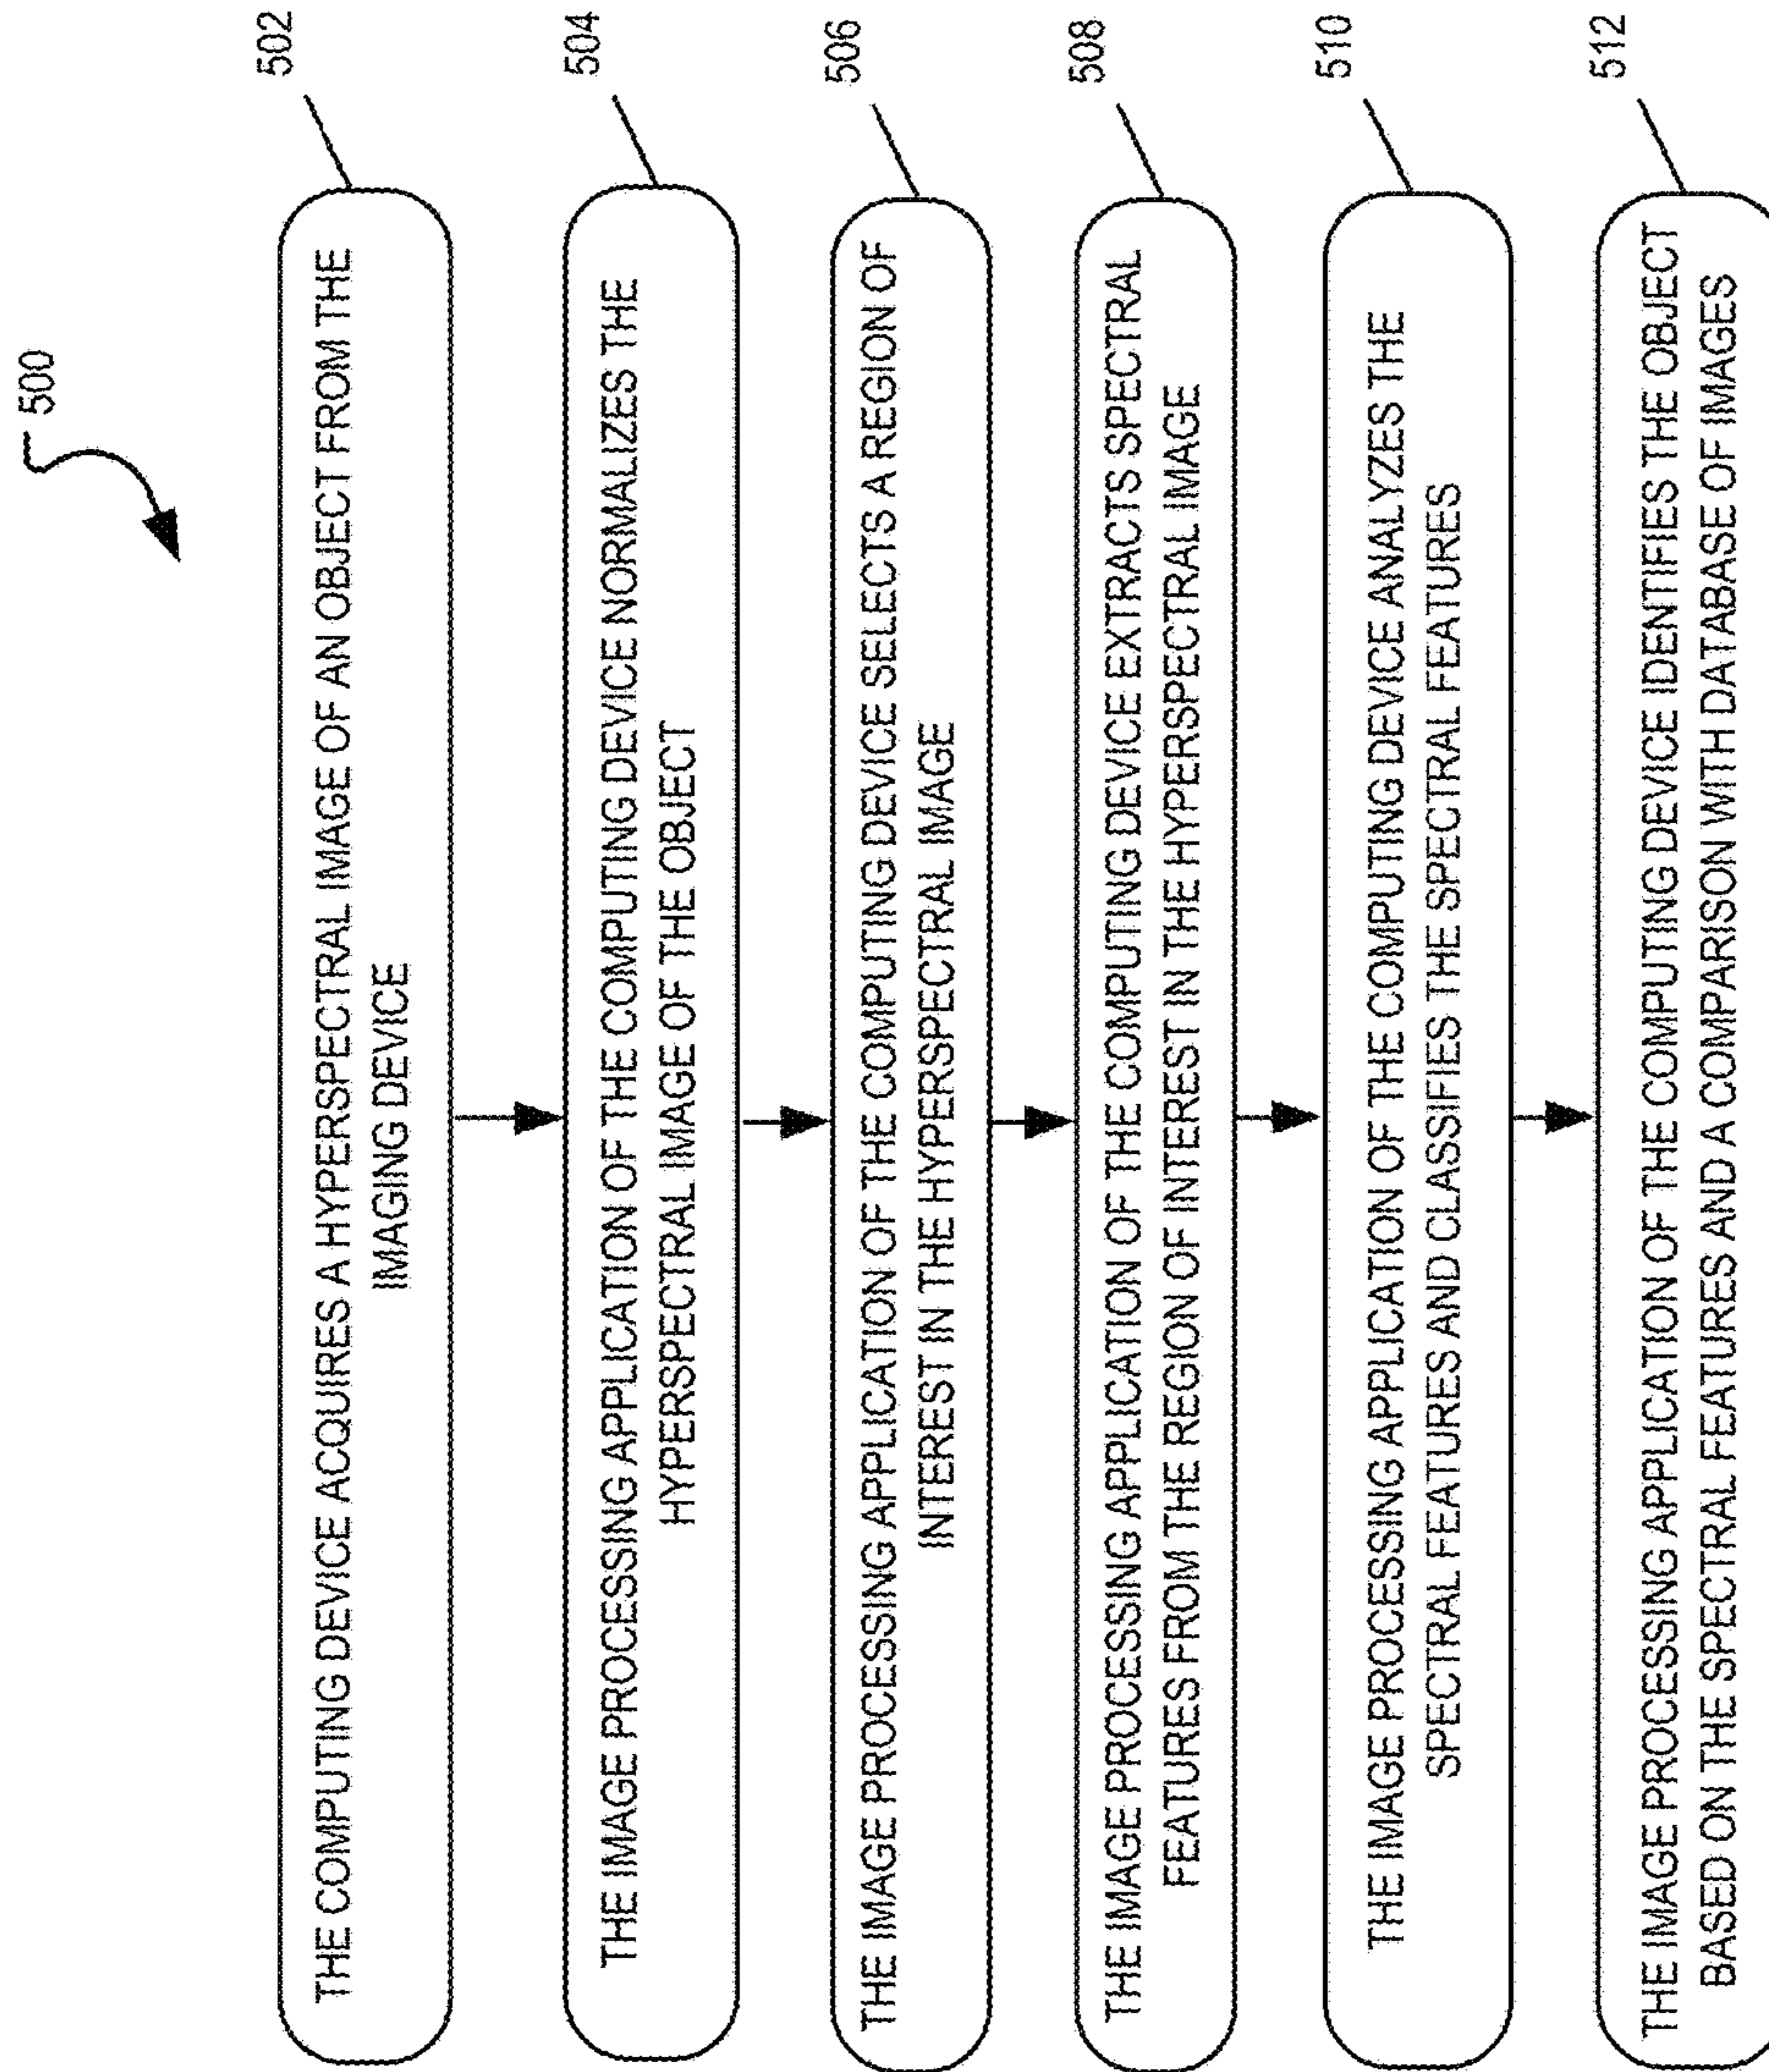 500
502
THE COMPUTING DEVICE ACQUIRES A HYPERSPECTRAL IMAGE OF AN OBJECT FROM THE
IMAGING DEVICE
504
THE IMAGE PROCESSING APPLICATION OF THE COMPUTING DEVICE NORMALIZES THE
HYPERSPECTRAL IMAGE OF THE OBJECT
506
THE IMAGE PROCESSING APPLICATION OF THE COMPUTING DEVICE SELECTS A REGION OF
INTEREST IN THE HYPERSPECTRAL IMAGE
508
THE IMAGE PROCESSING APPLICATION OF THE COMPUTING DEVICE EXTRACTS SPECTRAL
FEATURES FROM THE REGION OF INTEREST IN THE HYPERSPECTRAL IMAGE
510
THE IMAGE PROCESSING APPLICATION OF THE COMPUTING DEVICE ANALYZES THE
SPECTRAL FEATURES AND CLASSIFIES THE SPECTRAL FEATURES
512
THE IMAGE PROCESSING APPLICATION OF THE COMPUTING DEVICE IDENTIFIES THE OBJECT
BASED ON THE SPECTRAL FEATURES AND A COMPARISON WITH DATABASE OF IMAGES